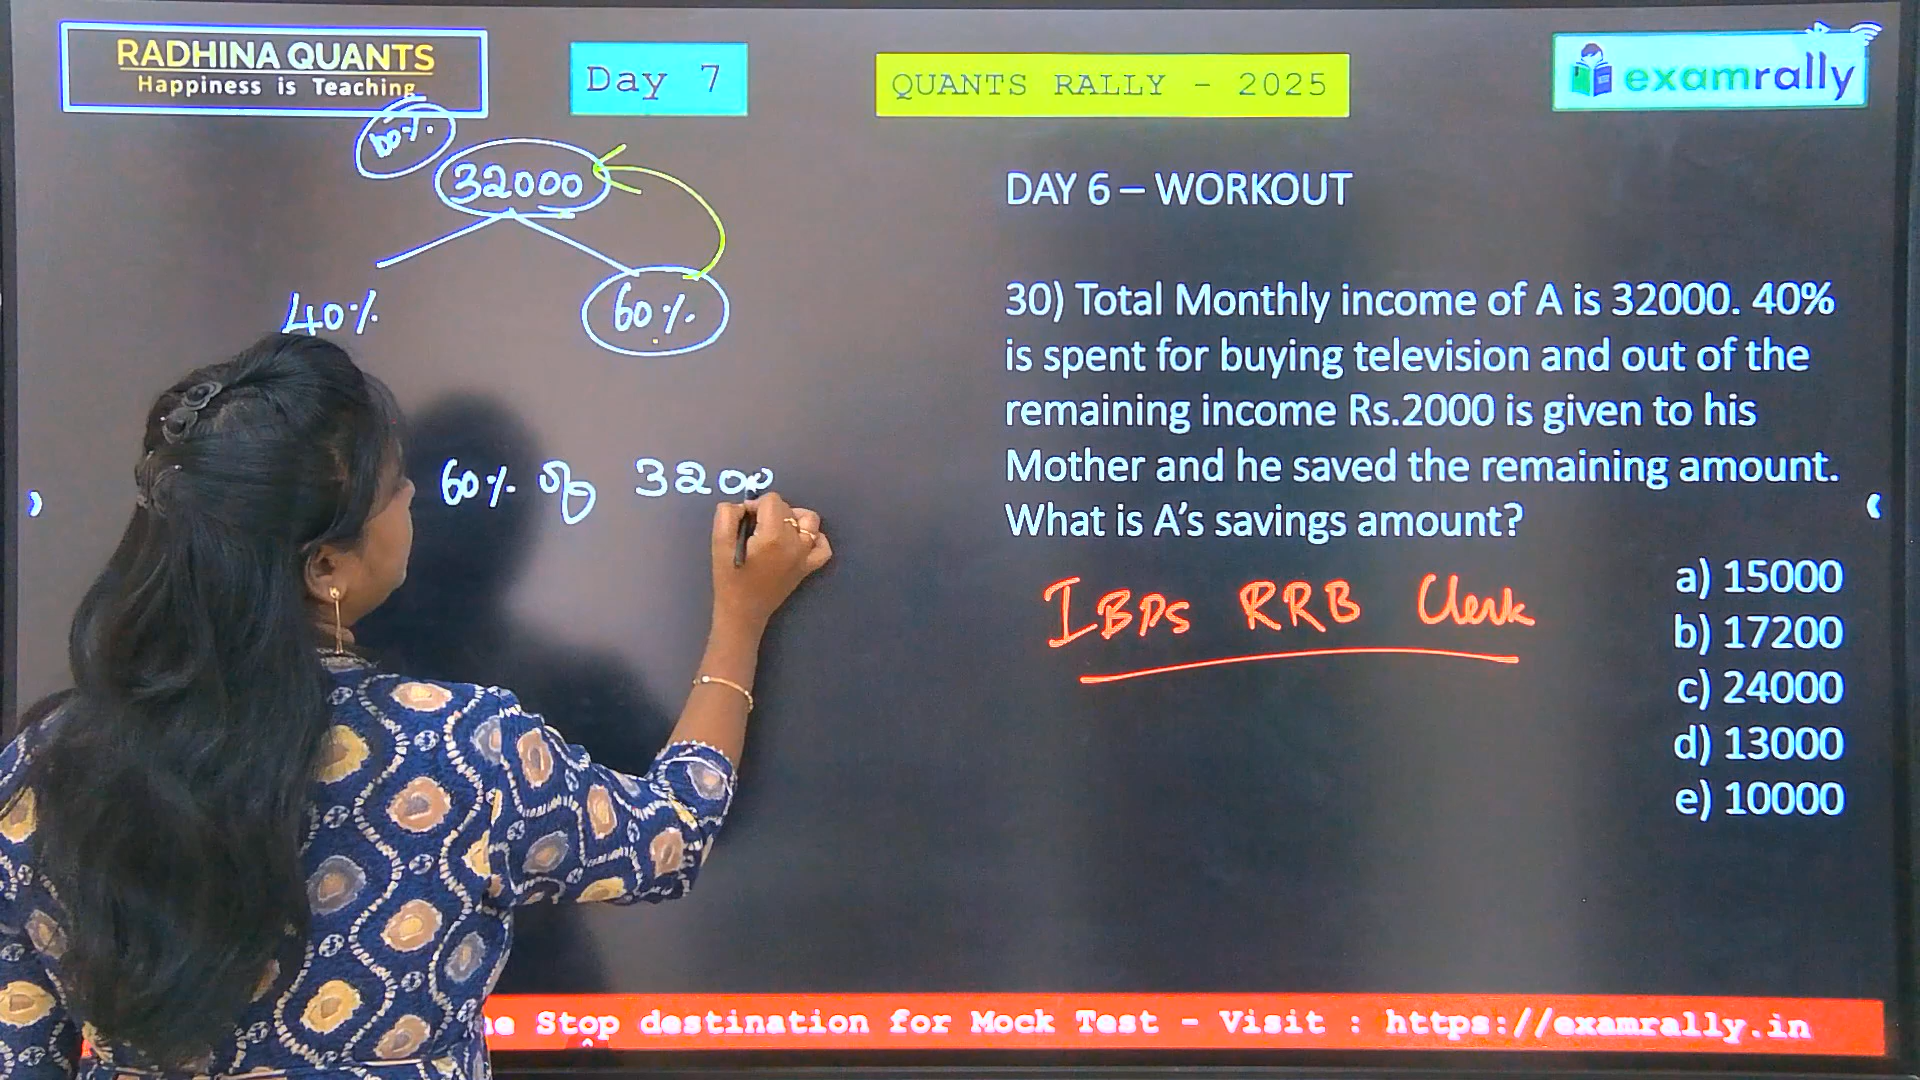 RADHINA QUANTS
Happiness is Teaching
Day 7
QUANTS RALLY - 2025
examrally
100%
32000
40%
60%
60% of 3200
DAY 6 – WORKOUT
30) Total Monthly income of A is 32000. 40%
is spent for buying television and out of the
remaining income Rs.2000 is given to his
Mother and he saved the remaining amount.
What is A's savings amount?
a) 15000
b) 17200
c) 24000
d) 13000
e) 10000
IBPS RRB Clerk
Stop destination for Mock Test - Visit : https://examrally.in